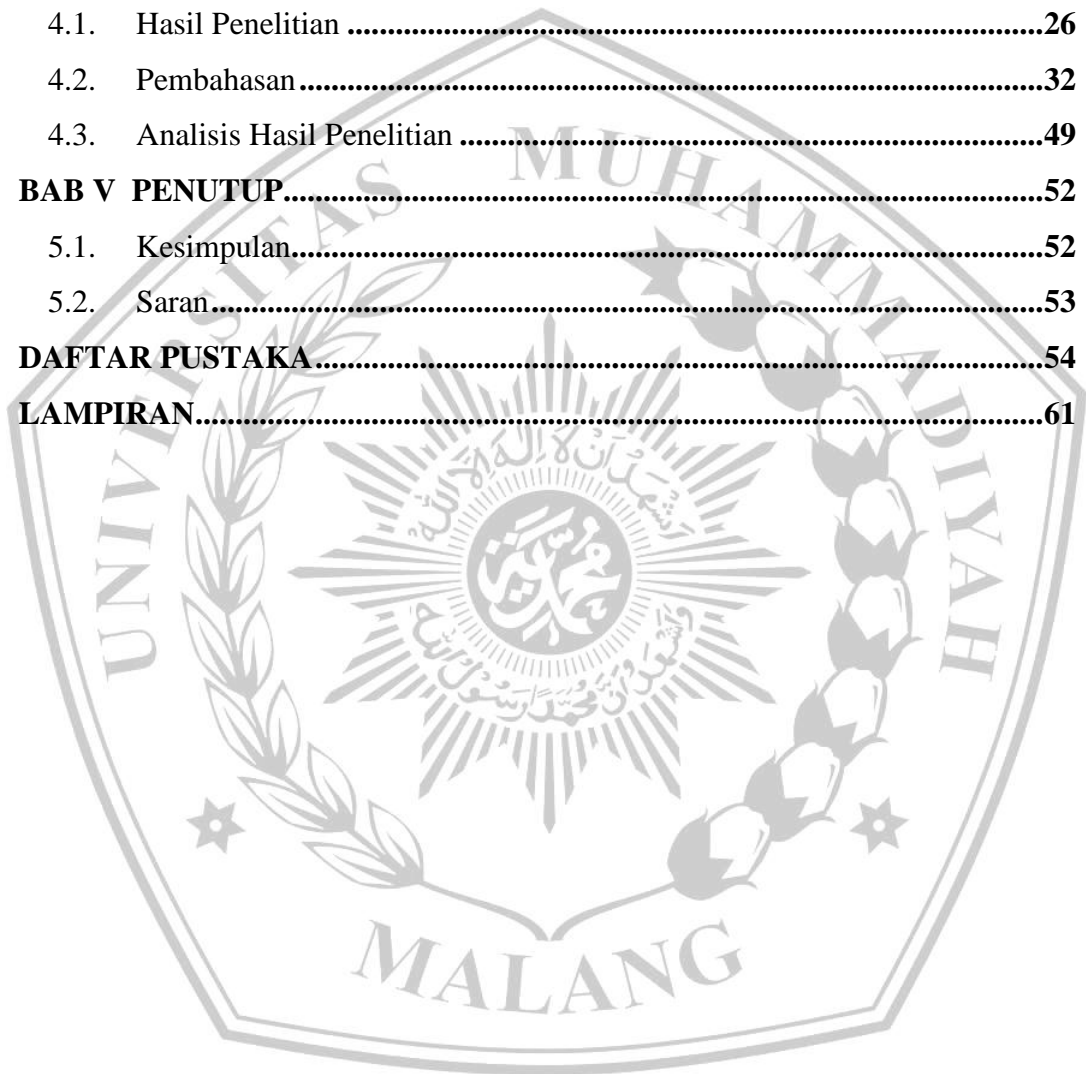 4.1. Hasil Penelitian ........................................................................................26
4.2. Pembahasan ..............................................................................................32
4.3. Analisis Hasil Penelitian .........................................................................49
BAB V PENUTUP...............................................................................................52
5.1. Kesimpulan...............................................................................................52
5.2. Saran.........................................................................................................53
DAFTAR PUSTAKA...........................................................................................54
LAMPIRAN..........................................................................................................61
UNIVERSITAS MUHAMMADIYAH
MALANG